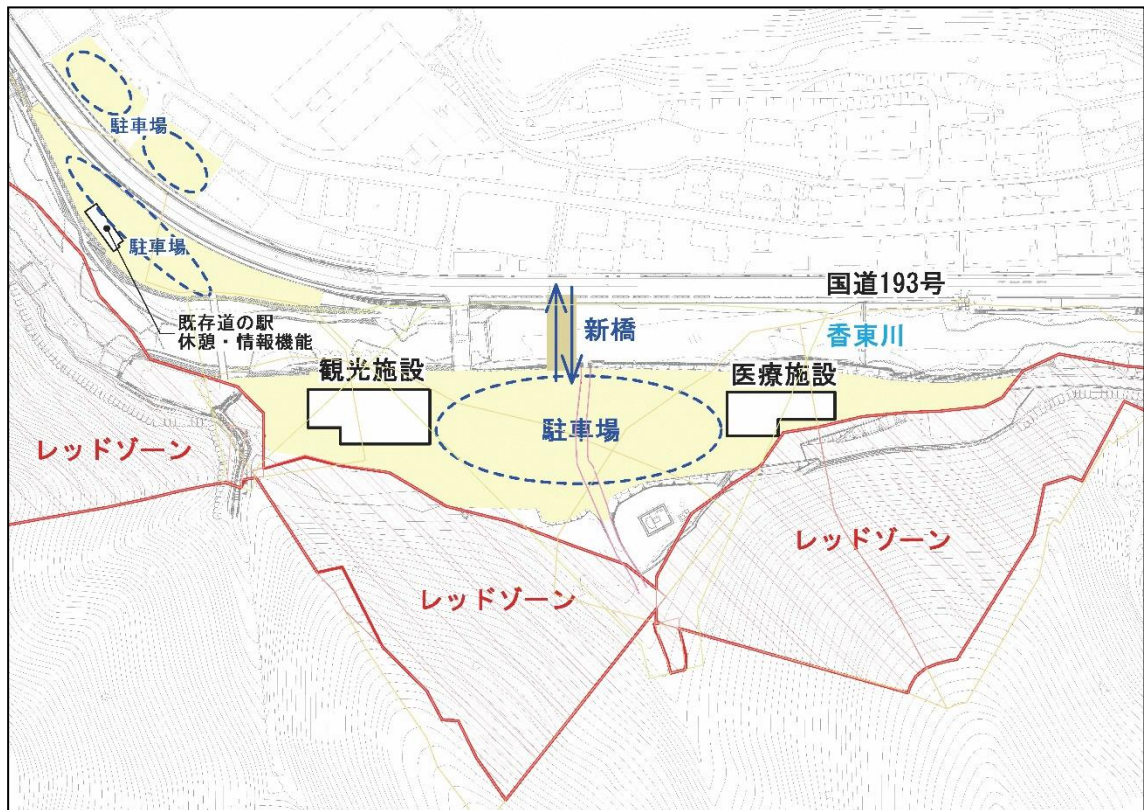 駐車場
駐車場
既存道の駅
休憩・情報機能
国道193号
新橋
香東川
観光施設
医療施設
駐車場
レッドゾーン
レッドゾーン
レッドゾーン